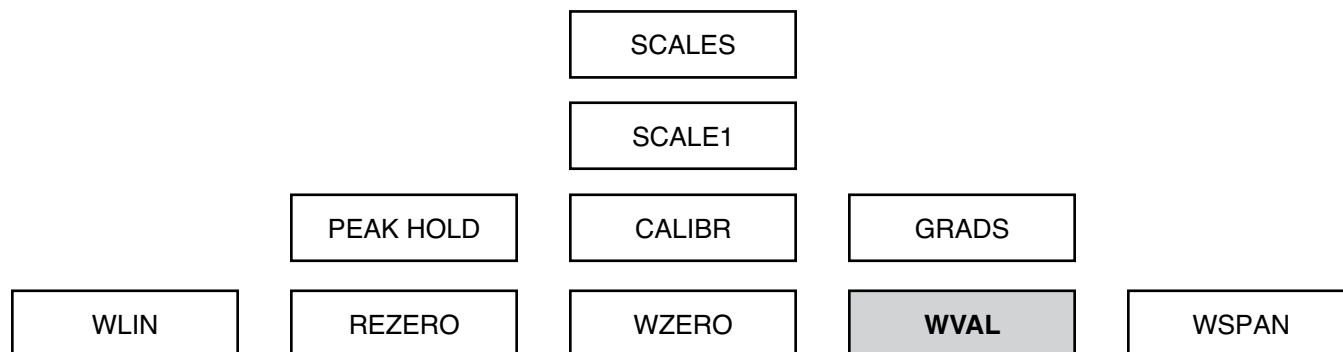 SCALES
SCALE1
PEAK HOLD CALIBR GRADS
WLIN REZERO WZERO WVAL WSPAN